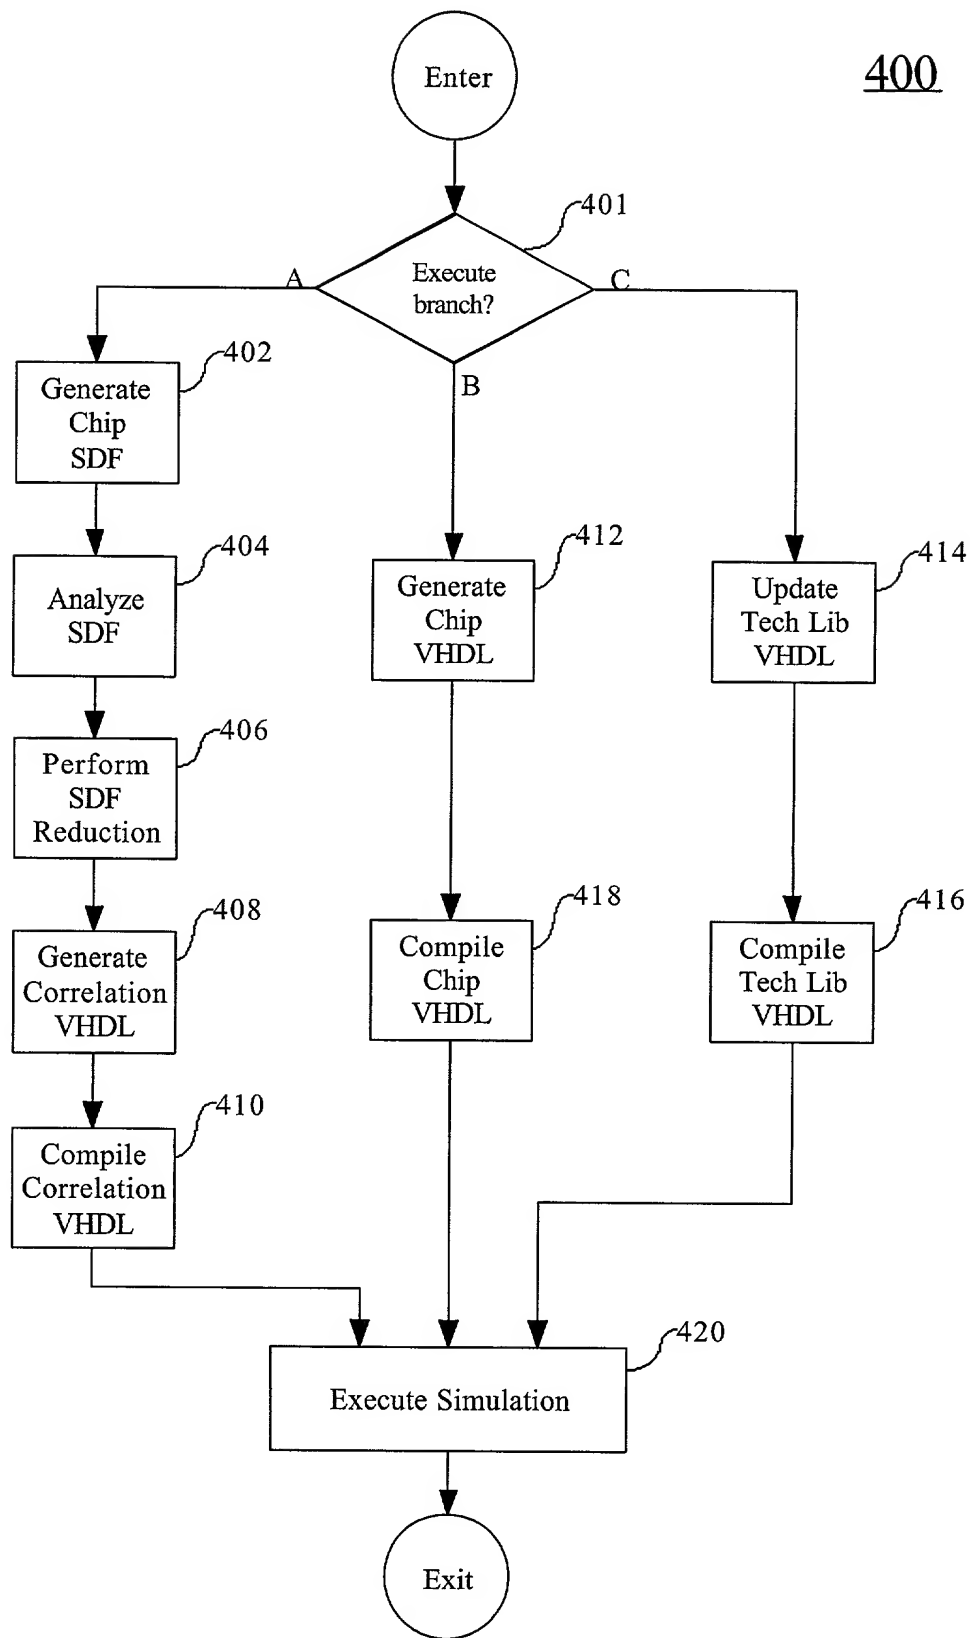 Enter
400
401
Execute
branch?
A
C
B
402
Generate
Chip
SDF
404
Analyze
SDF
406
Perform
SDF
Reduction
408
Generate
Correlation
VHDL
410
Compile
Correlation
VHDL
412
Generate
Chip
VHDL
418
Compile
Chip
VHDL
414
Update
Tech Lib
VHDL
416
Compile
Tech Lib
VHDL
420
Execute Simulation
Exit